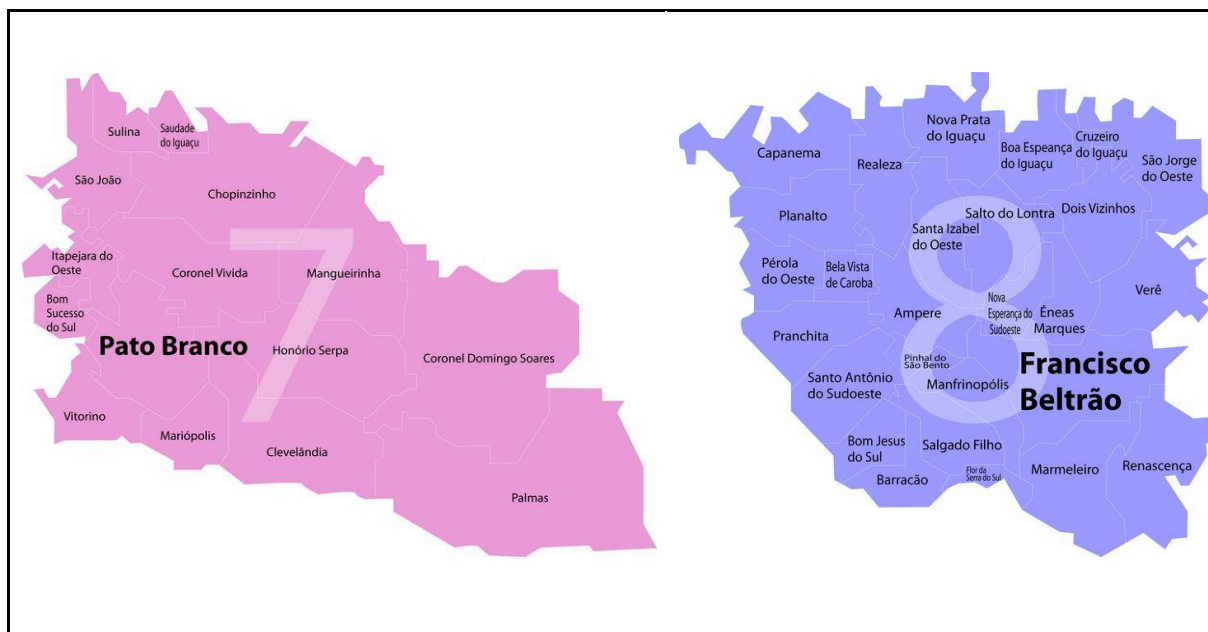 7
Sulina
Saudade
do Iguaçu
São João
Chopinzinho
Itapejara do
Oeste
Coronel Vivida
Mangueirinha
Bom
Sucesso
do Sul
Pato Branco
Honório Serpa
Coronel Domingo Soares
Vitorino
Mariópolis
Clevelândia
Palmas
8
Nova Prata
do Iguaçu
Capanema
Realeza
Boa Espeança
do Iguaçu
Cruzeiro
do Iguaçu
São Jorge
do Oeste
Planalto
Santa Izabel
do Oeste
Salto do Lontra
Dois Vizinhos
Pérola
do Oeste
Bela Vista
de Caroba
Verê
Ampere
Nova
Esperança do
Sudoeste
Éneas
Marques
Pranchita
Pinhal do
São Bento
Manfrinopólis
Francisco
Beltrão
Santo Antônio
do Sudoeste
Bom Jesus
do Sul
Salgado Filho
Barracão
Flor da
Serra do Sul
Marmeleiro
Renascença